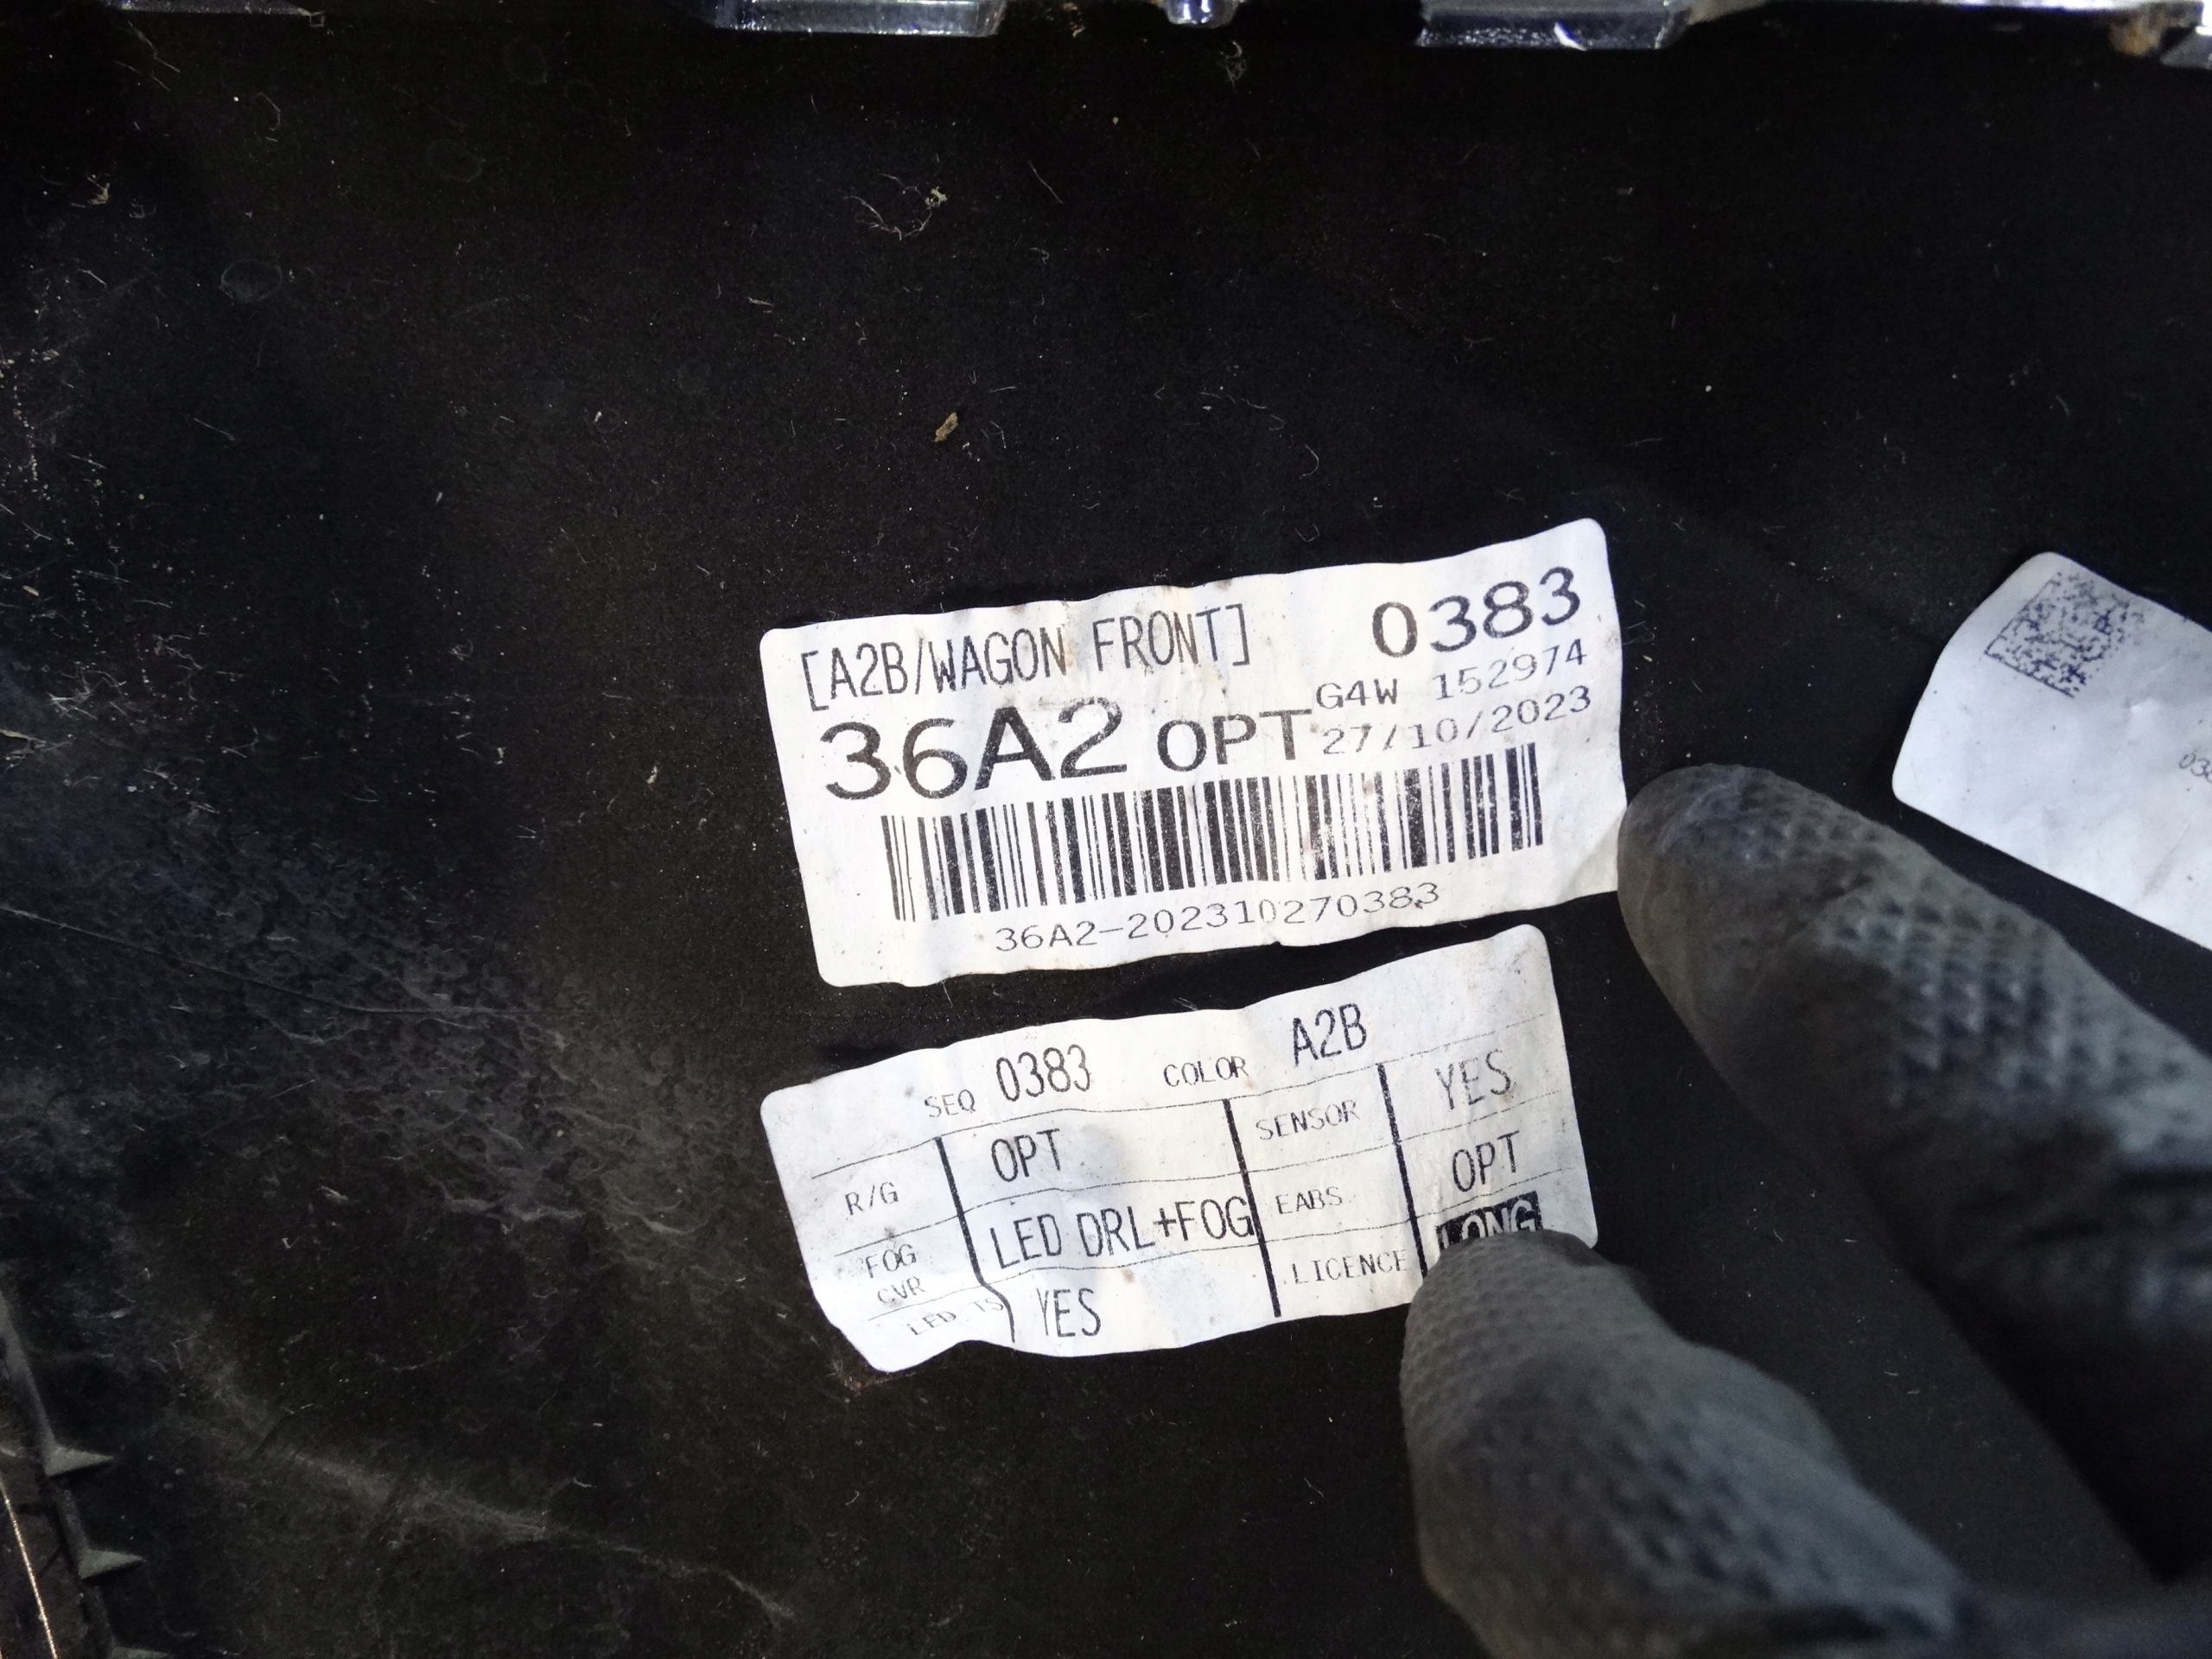 [A2B/WAGON FRONT] 0383
G4W 152974
36A2 OPT 27/10/2023
36A2-202310270383
SEQ 0383 COLOR A2B
R/G OPT SENSOR YES
FOG CVR LED DRL+FOG EABS OPT
LED TS YES LICENCE LONG